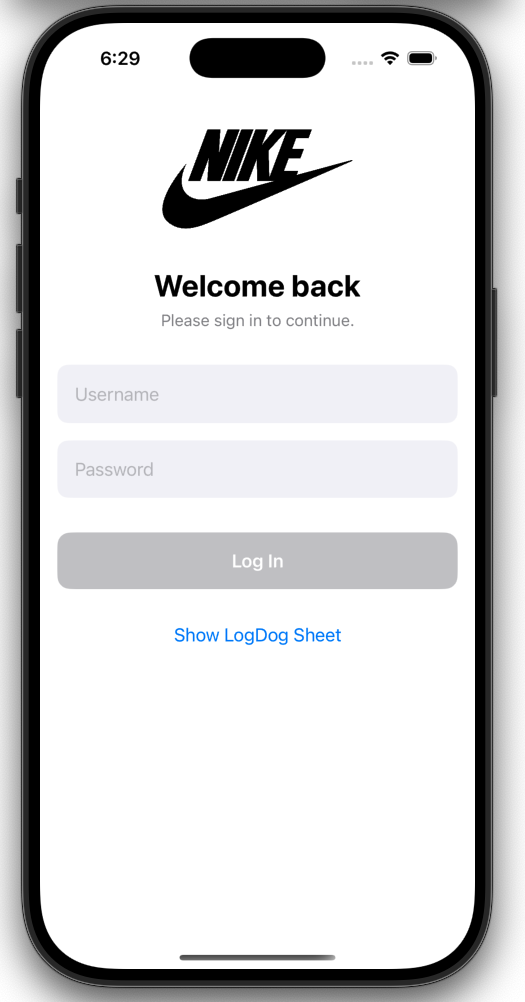 6:29
NIKE
Welcome back
Please sign in to continue.
Username
Password
Log In
Show LogDog Sheet